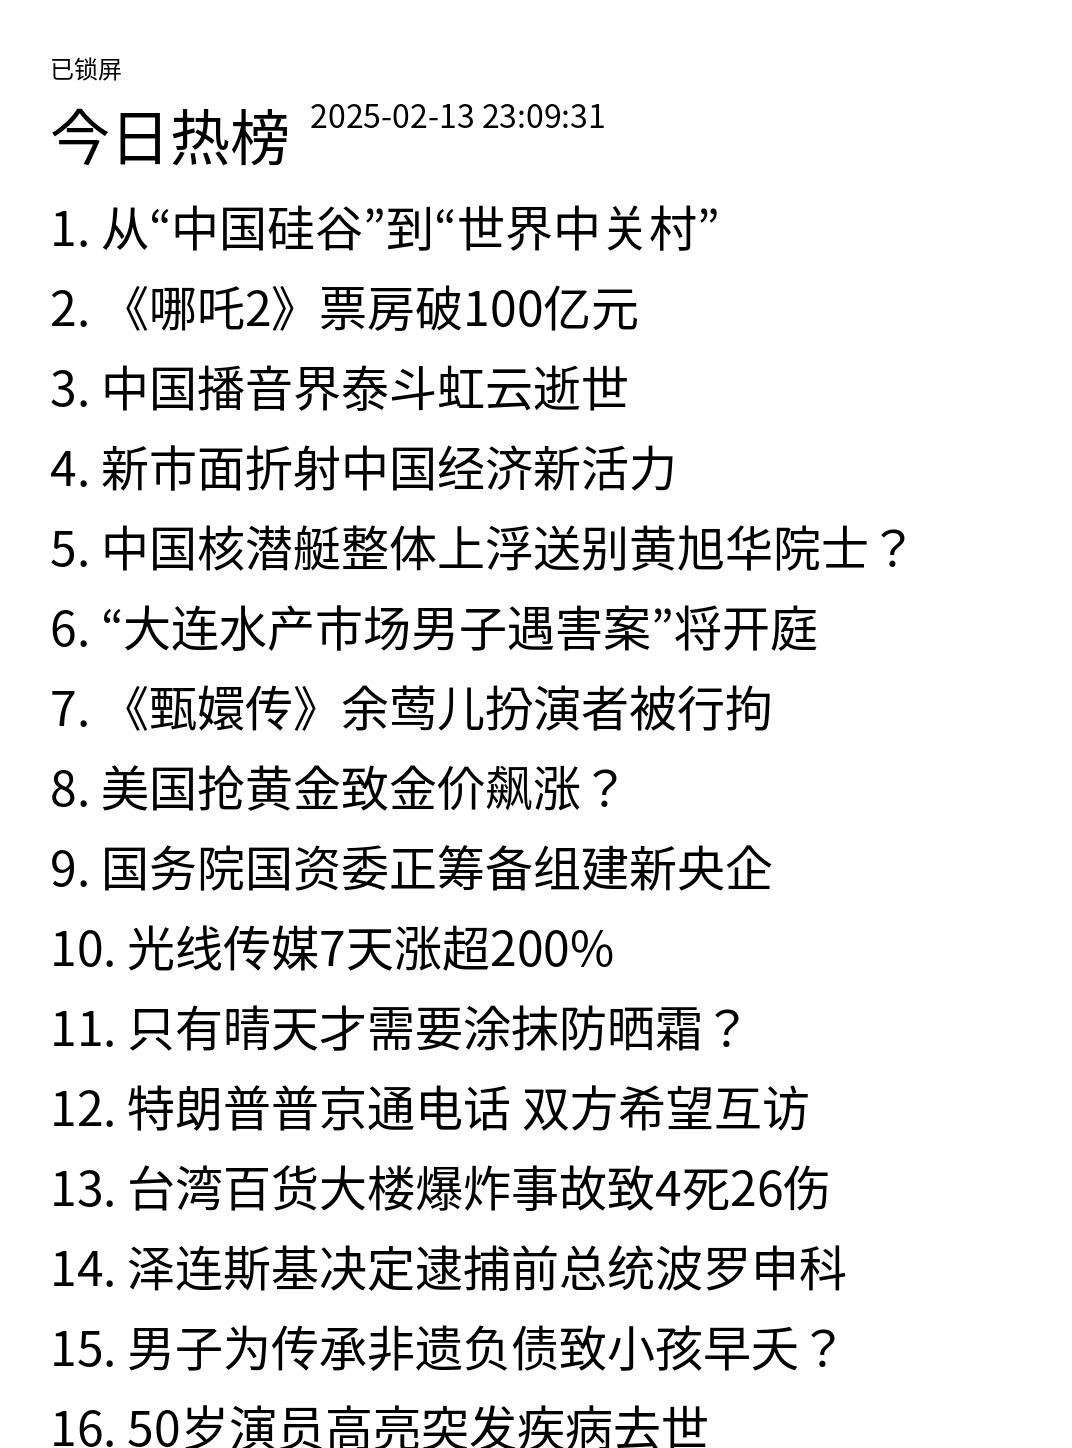 已锁屏
今日热榜 2025-02-13 23:09:31
1. 从“中国硅谷”到“世界中关村”
2. 《哪吒2》票房破100亿元
3. 中国播音界泰斗虹云逝世
4. 新市面折射中国经济新活力
5. 中国核潜艇整体上浮送别黄旭华院士？
6. “大连水产市场男子遇害案”将开庭
7. 《甄嬛传》余莺儿扮演者被行拘
8. 美国抢黄金致金价飙涨？
9. 国务院国资委正筹备组建新央企
10. 光线传媒7天涨超200%
11. 只有晴天才需要涂抹防晒霜？
12. 特朗普普京通电话 双方希望互访
13. 台湾百货大楼爆炸事故致4死26伤
14. 泽连斯基决定逮捕前总统波罗申科
15. 男子为传承非遗负债致小孩早夭？
16. 50岁演员高亮突发疾病去世